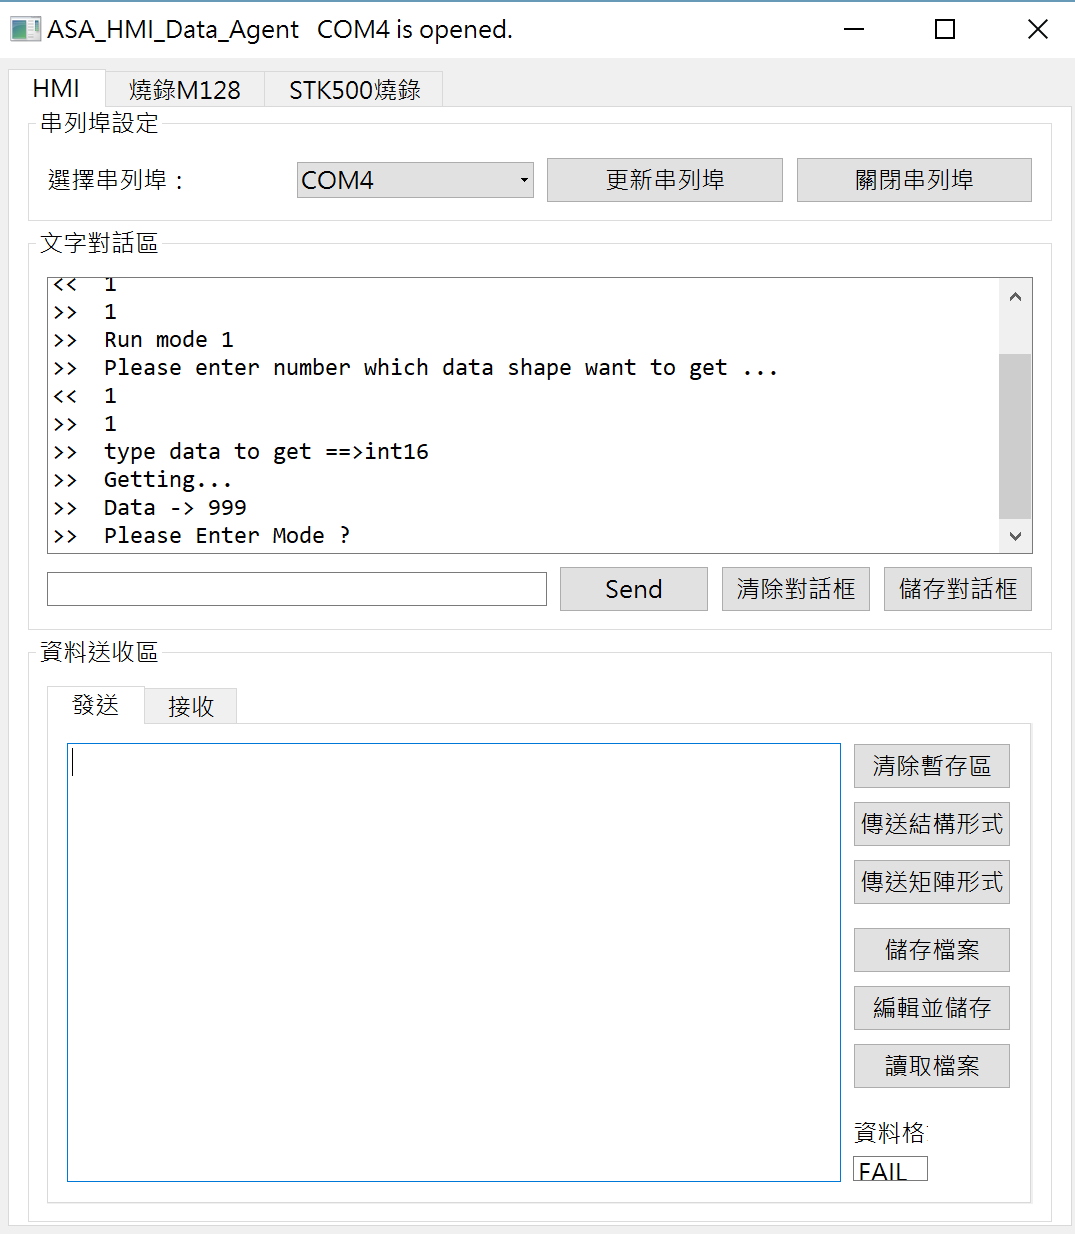 ASA_HMI_Data_Agent   COM4 is opened.
HMI 燒錄M128 STK500燒錄
串列埠設定
選擇串列埠： COM4 更新串列埠 關閉串列埠
文字對話區
<<  1
>>  1
>>  Run mode 1
>>  Please enter number which data shape want to get ...
<<  1
>>  1
>>  type data to get ==>int16
>>  Getting...
>>  Data -> 999
>>  Please Enter Mode ?
Send 清除對話框 儲存對話框
資料送收區
發送 接收
清除暫存區
傳送結構形式
傳送矩陣形式
儲存檔案
編輯並儲存
讀取檔案
資料格
FAIL